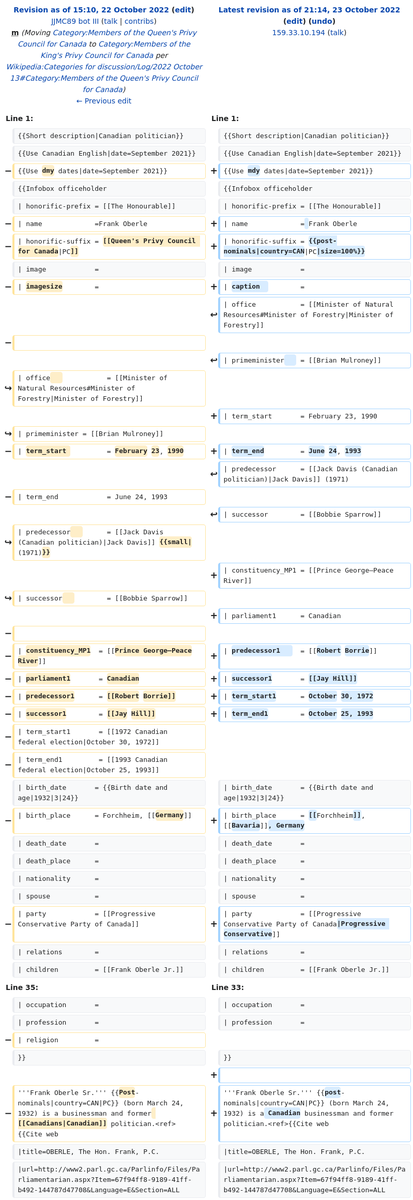 Revision as of 15:10, 22 October 2022 (edit)
JJMC89 bot III (talk | contribs)
m (Moving Category:Members of the Queen's Privy
Council for Canada to Category:Members of the
King's Privy Council for Canada per
Wikipedia:Categories for discussion/Log/2022 October
13#Category:Members of the Queen's Privy Council for
Canada)
← Previous edit
Latest revision as of 21:14, 23 October 2022
(edit) (undo)
159.33.10.194 (talk)
Line 1:
Line 1:
{{Short description|Canadian politician}}
{{Short description|Canadian politician}}
{{Use Canadian English|date=September 2021}}
{{Use Canadian English|date=September 2021}}
− {{Use dmy dates|date=September 2021}}
+ {{Use mdy dates|date=September 2021}}
{{Infobox officeholder
{{Infobox officeholder
| honorific-prefix = [[The Honourable]]
| honorific-prefix = [[The Honourable]]
− | name =Frank Oberle
+ | name = Frank Oberle
− | honorific-suffix = [[Queen's Privy Council
for Canada|PC]]
+ | honorific-suffix = {{post-
nominals|country=CAN|PC|size=100%}}
| image =
| image =
− | imagesize =
+ | caption =
↩ | office = [[Minister of Natural
Resources#Minister of Forestry|Minister of
Forestry]]
−
↩ | primeminister = [[Brian Mulroney]]
↪ | office = [[Minister of
Natural Resources#Minister of
Forestry|Minister of Forestry]]
+ | term_start = February 23, 1990
↪ | primeminister = [[Brian Mulroney]]
− | term_start = February 23, 1990
+ | term_end = June 24, 1993
↩ | predecessor = [[Jack Davis (Canadian
politician)|Jack Davis]] (1971)
− | term_end = June 24, 1993
↩ | successor = [[Bobbie Sparrow]]
↪ | predecessor = [[Jack Davis
(Canadian politician)|Jack Davis]] {{small|
(1971)}}
+ | constituency_MP1 = [[Prince George—Peace
River]]
↪ | successor = [[Bobbie Sparrow]]
+ | parliament1 = Canadian
−
− | constituency_MP1 = [[Prince George—Peace
River]]
+ | predecessor1 = [[Robert Borrie]]
− | parliament1 = Canadian
+ | successor1 = [[Jay Hill]]
− | predecessor1 = [[Robert Borrie]]
+ | term_start1 = October 30, 1972
− | successor1 = [[Jay Hill]]
+ | term_end1 = October 25, 1993
− | term_start1 = [[1972 Canadian
federal election|October 30, 1972]]
− | term_end1 = [[1993 Canadian
federal election|October 25, 1993]]
| birth_date = {{Birth date and
age|1932|3|24}}
| birth_date = {{Birth date and
age|1932|3|24}}
− | birth_place = Forchheim, [[Germany]]
+ | birth_place = [[Forchheim]],
[[Bavaria]], Germany
| death_date =
| death_date =
| death_place =
| death_place =
| nationality =
| nationality =
| spouse =
| spouse =
− | party = [[Progressive
Conservative Party of Canada]]
+ | party = [[Progressive
Conservative Party of Canada|Progressive
Conservative]]
| relations =
| relations =
| children = [[Frank Oberle Jr.]]
| children = [[Frank Oberle Jr.]]
Line 35:
Line 33:
| occupation =
| occupation =
| profession =
| profession =
− | religion =
}}
}}
+
− '''Frank Oberle Sr.''' {{Post-
nominals|country=CAN|PC}} (born March 24,
1932) is a businessman and former
[[Canadians|Canadian]] politician.<ref>
{{Cite web
+ '''Frank Oberle Sr.''' {{post-
nominals|country=CAN|PC}} (born March 24,
1932) is a Canadian businessman and former
politician.<ref>{{Cite web
|title=OBERLE, The Hon. Frank, P.C.
|title=OBERLE, The Hon. Frank, P.C.
|url=http://www2.parl.gc.ca/Parlinfo/Files/Pa
rliamentarian.aspx?Item=67f94ff8-9189-41ff-
b492-144787d47708&Language=E&Section=ALL
|url=http://www2.parl.gc.ca/Parlinfo/Files/Pa
rliamentarian.aspx?Item=67f94ff8-9189-41ff-
b492-144787d47708&Language=E&Section=ALL